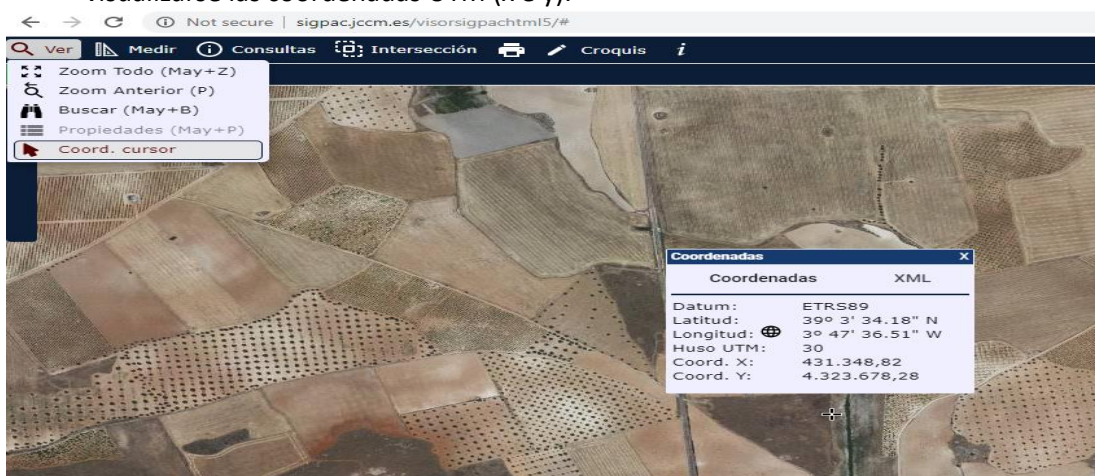 Not secure | sigpac.jccm.es/visorsigpachtml5/#
Ver Medir Consultas Intersección Croquis i
Zoom Todo (May+Z)
Zoom Anterior (P)
Buscar (May+B)
Propiedades (May+P)
Coord. cursor
Coordenadas X
Coordenadas XML
Datum: ETRS89
Latitud: 39º 3' 34.18" N
Longitud: 3º 47' 36.51" W
Huso UTM: 30
Coord. X: 431.348,82
Coord. Y: 4.323.678,28